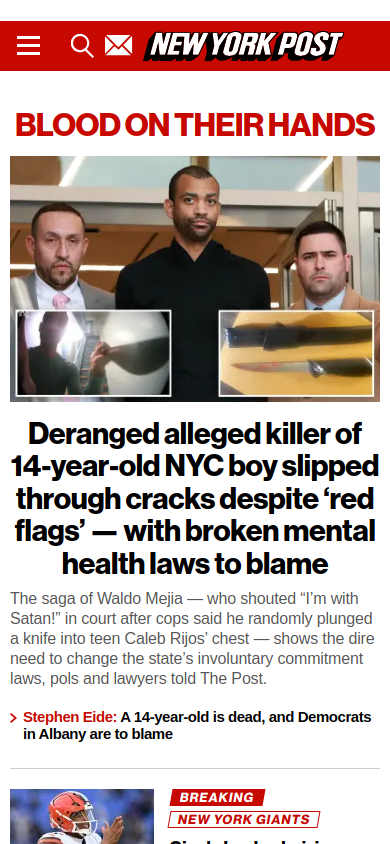 NEW YORK POST
BLOOD ON THEIR HANDS
Deranged alleged killer of
14-year-old NYC boy slipped
through cracks despite ‘red
flags’ — with broken mental
health laws to blame
The saga of Waldo Mejia — who shouted “I’m with
Satan!” in court after cops said he randomly plunged
a knife into teen Caleb Rijos’ chest — shows the dire
need to change the state’s involuntary commitment
laws, pols and lawyers told The Post.
Stephen Eide: A 14-year-old is dead, and Democrats
in Albany are to blame
BREAKING
NEW YORK GIANTS